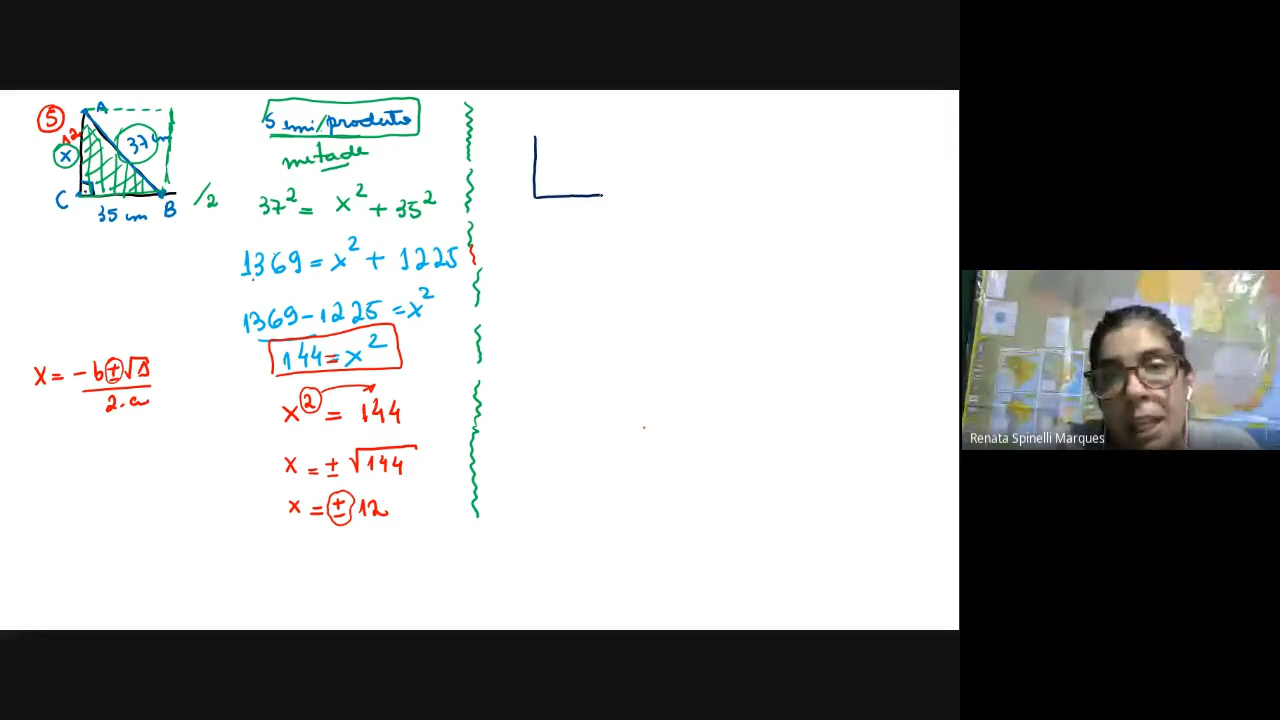 5
A
12
37 cm
x
C
35 cm
B
/2
Semi/produto
metade
37² = x² + 35²
1369 = x² + 1225
1369 - 1225 = x²
144 = x²
x² = 144
x = ± √144
x = ± 12
x = -b ± √Δ
2.a
Renata Spinelli Marques